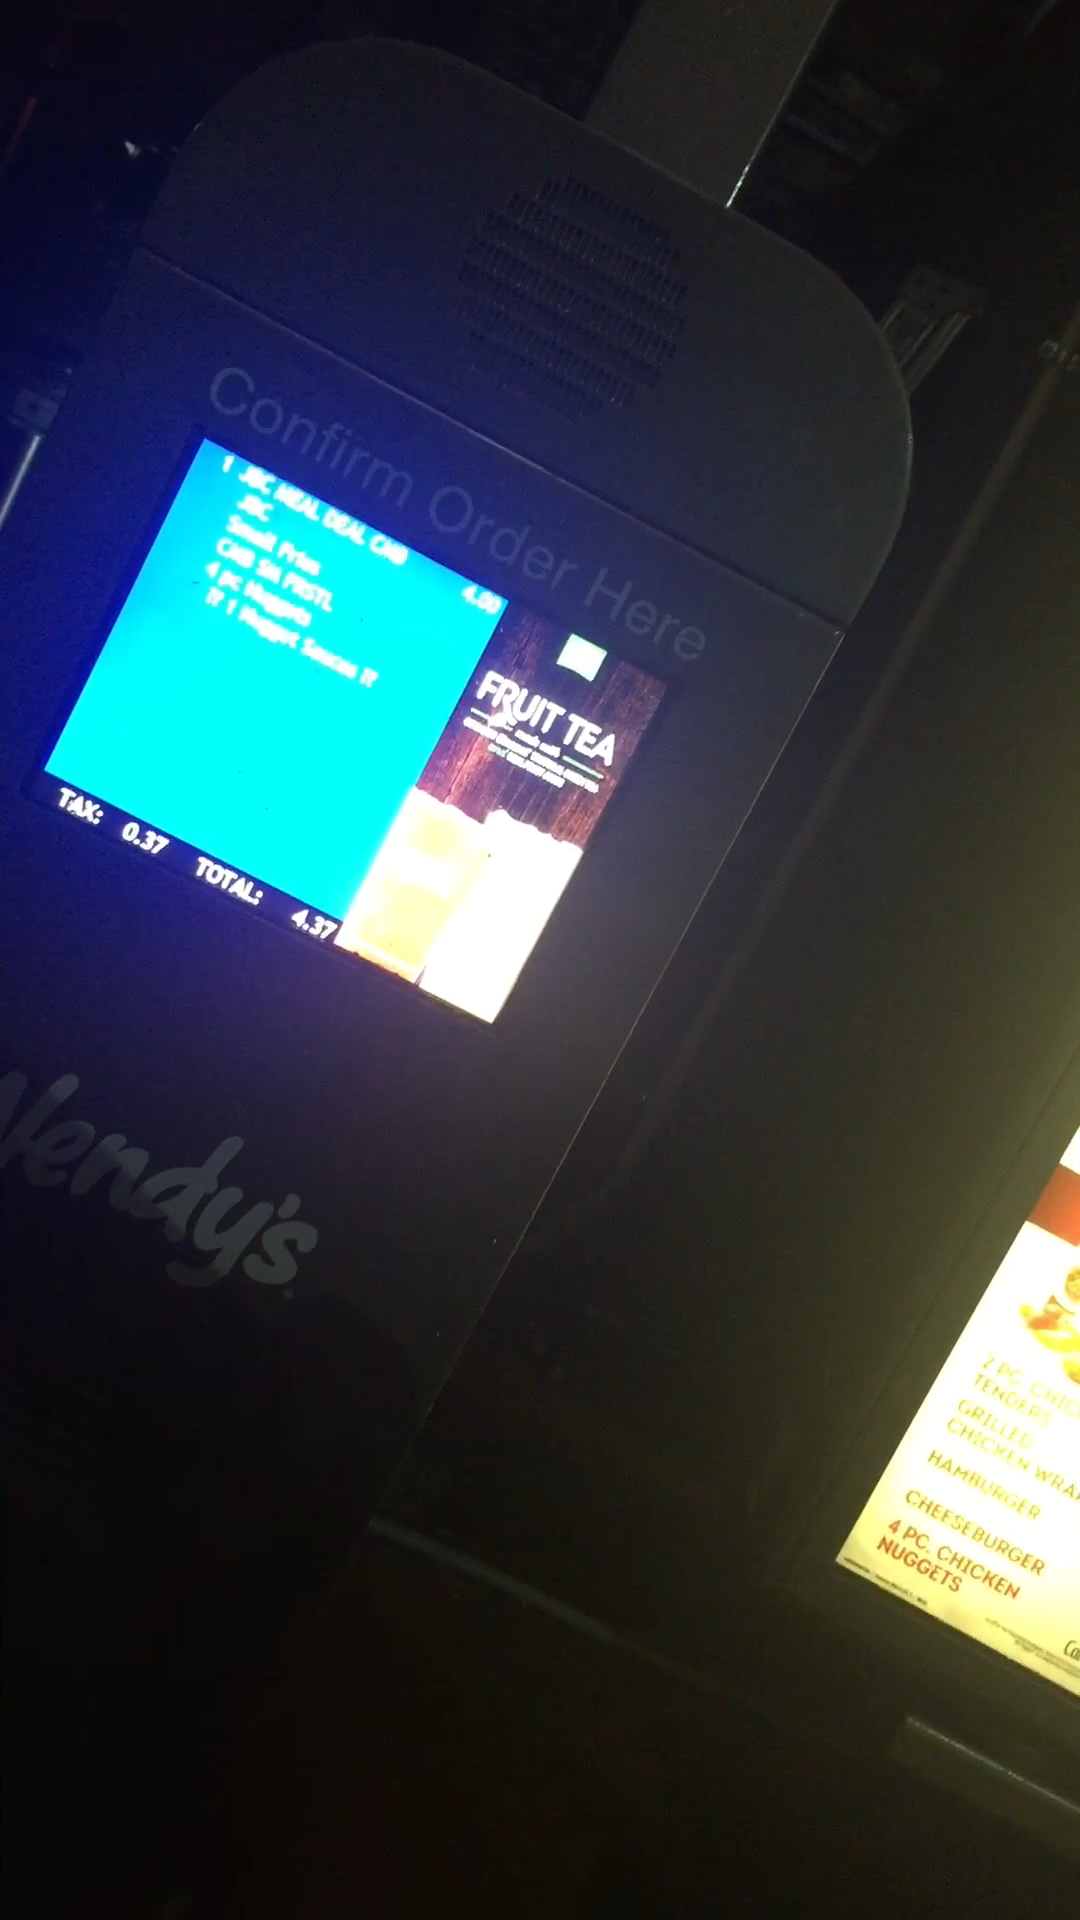 Confirm Order Here
1 JBC MEAL DEAL CMB
4.00
JBC
Small Fries
CMB SM FRSTL
4 pc Nuggets
?? 1 Nugget Sauces ??
TAX: 0.37 TOTAL: 4.37
FRUIT TEA
Wendy's
2 PC. CHIC
TENDERS
GRILLED
CHICKEN WRAP
HAMBURGER
CHEESEBURGER
4 PC. CHICKEN
NUGGETS